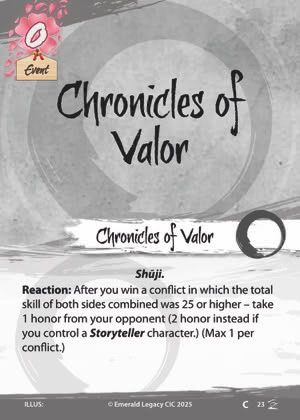 0
Event
Chronicles of
Valor
Chronicles of Valor
Shūji.
Reaction: After you win a conflict in which the total
skill of both sides combined was 25 or higher – take
1 honor from your opponent (2 honor instead if
you control a Storyteller character.) (Max 1 per
conflict.)
ILLUS: © Emerald Legacy CIC 2025 C 23